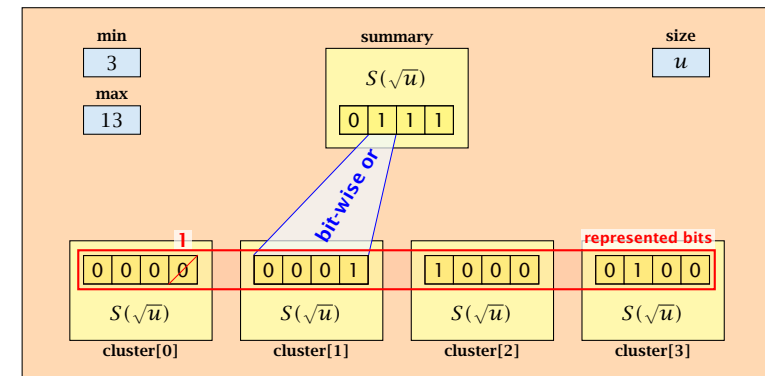 min
summary
size
3
S(√u)
u
max
13
0 1 1 1
bit-wise or
1
represented bits
0 0 0 0
0 0 0 1
1 0 0 0
0 1 0 0
S(√u)
S(√u)
S(√u)
S(√u)
cluster[0]
cluster[1]
cluster[2]
cluster[3]